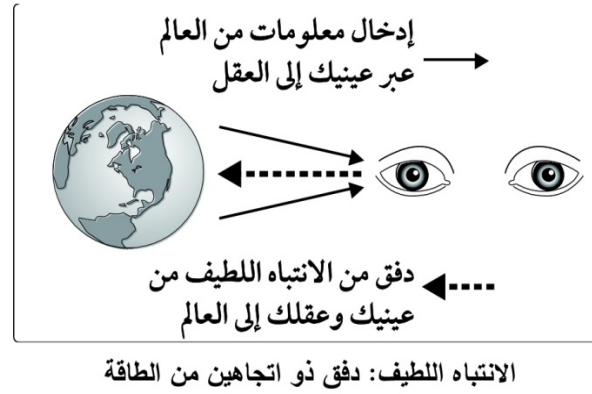 إدخال معلومات من العالم
عبر عينيك إلى العقل
دفق من الانتباه اللطيف من
عينيك وعقلك إلى العالم
الانتباه اللطيف: دفق ذو اتجاهين من الطاقة